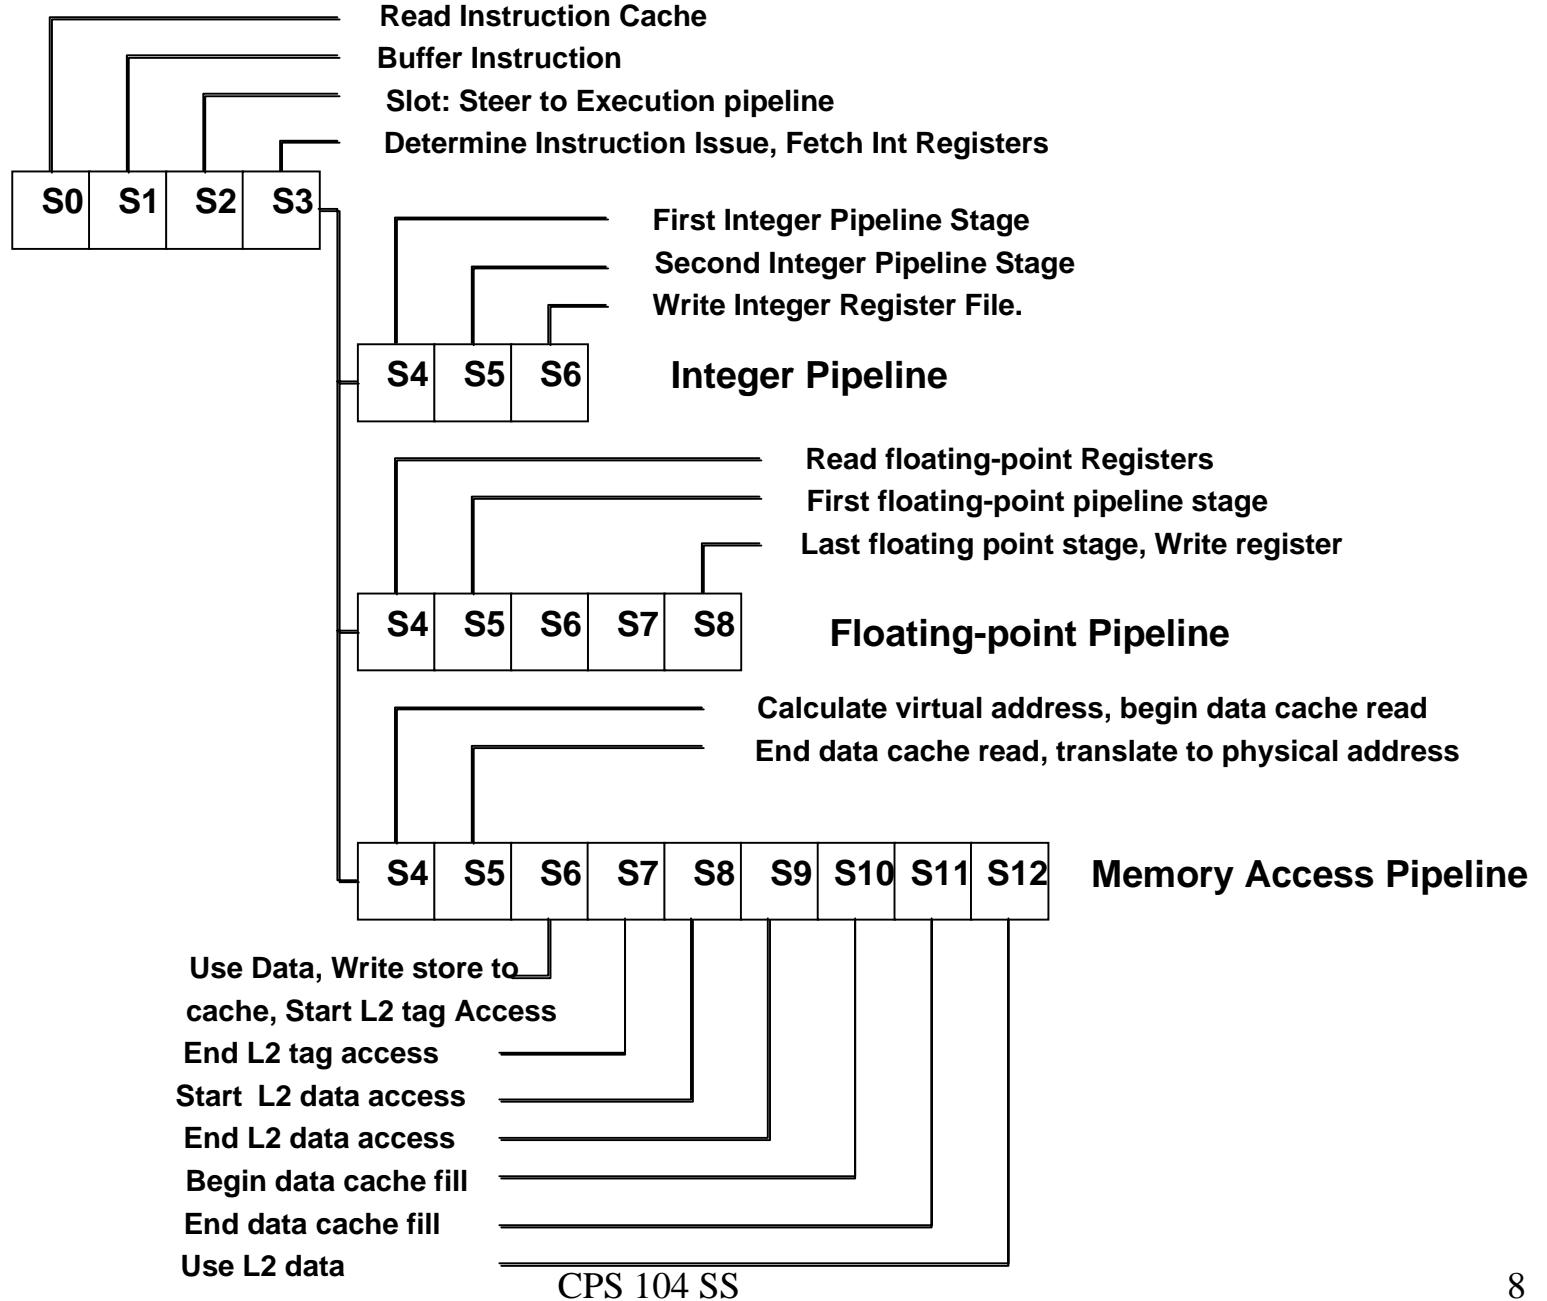 Read Instruction Cache
Buffer Instruction
Slot: Steer to Execution pipeline
Determine Instruction Issue, Fetch Int Registers
S0 S1 S2 S3
First Integer Pipeline Stage
Second Integer Pipeline Stage
Write Integer Register File.
S4 S5 S6 Integer Pipeline
Read floating-point Registers
First floating-point pipeline stage
Last floating point stage, Write register
S4 S5 S6 S7 S8 Floating-point Pipeline
Calculate virtual address, begin data cache read
End data cache read, translate to physical address
S4 S5 S6 S7 S8 S9 S10 S11 S12 Memory Access Pipeline
Use Data, Write store to
cache, Start L2 tag Access
End L2 tag access
Start L2 data access
End L2 data access
Begin data cache fill
End data cache fill
Use L2 data
CPS 104 SS 8